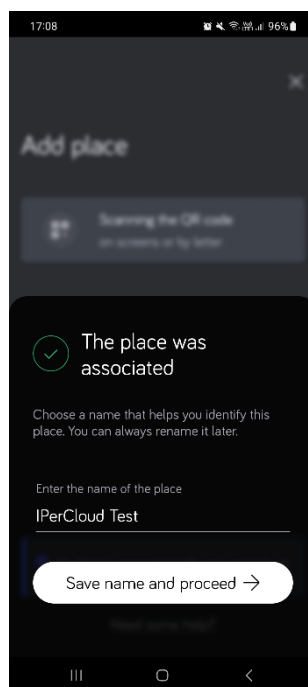 17:08
96%
Add place
Scanning the QR code
on screens or by letter
The place was
associated
Choose a name that helps you identify this
place. You can always rename it later.
Enter the name of the place
IPerCloud Test
Save name and proceed →
Need some help?